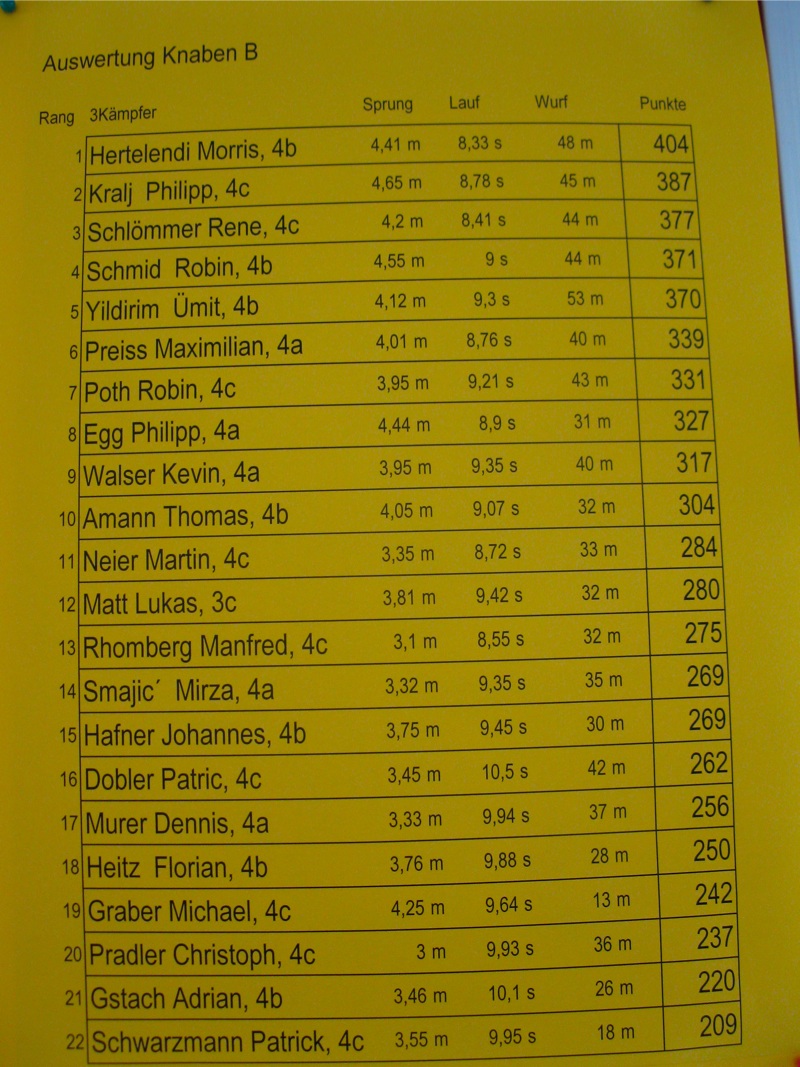 Auswertung Knaben B
Rang 3Kämpfer Sprung Lauf Wurf Punkte
1 Hertelendi Morris, 4b 4,41 m 8,33 s 48 m 404
2 Kralj Philipp, 4c 4,65 m 8,78 s 45 m 387
3 Schlömmer Rene, 4c 4,2 m 8,41 s 44 m 377
4 Schmid Robin, 4b 4,55 m 9 s 44 m 371
5 Yildirim Ümit, 4b 4,12 m 9,3 s 53 m 370
6 Preiss Maximilian, 4a 4,01 m 8,76 s 40 m 339
7 Poth Robin, 4c 3,95 m 9,21 s 43 m 331
8 Egg Philipp, 4a 4,44 m 8,9 s 31 m 327
9 Walser Kevin, 4a 3,95 m 9,35 s 40 m 317
10 Amann Thomas, 4b 4,05 m 9,07 s 32 m 304
11 Neier Martin, 4c 3,35 m 8,72 s 33 m 284
12 Matt Lukas, 3c 3,81 m 9,42 s 32 m 280
13 Rhomberg Manfred, 4c 3,1 m 8,55 s 32 m 275
14 Smajic´ Mirza, 4a 3,32 m 9,35 s 35 m 269
15 Hafner Johannes, 4b 3,75 m 9,45 s 30 m 269
16 Dobler Patric, 4c 3,45 m 10,5 s 42 m 262
17 Murer Dennis, 4a 3,33 m 9,94 s 37 m 256
18 Heitz Florian, 4b 3,76 m 9,88 s 28 m 250
19 Graber Michael, 4c 4,25 m 9,64 s 13 m 242
20 Pradler Christoph, 4c 3 m 9,93 s 36 m 237
21 Gstach Adrian, 4b 3,46 m 10,1 s 26 m 220
22 Schwarzmann Patrick, 4c 3,55 m 9,95 s 18 m 209